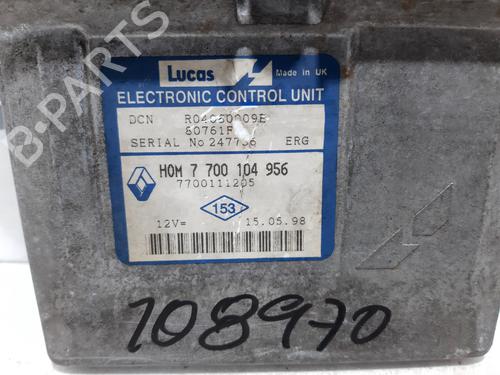 B-PARTS
Lucas
Made in UK
ELECTRONIC CONTROL UNIT
DCN R04080009E
80761F
SERIAL No 247736 ERG
HOM 7 700 104 956
7700111205
153
12V= 15.05.98
108970